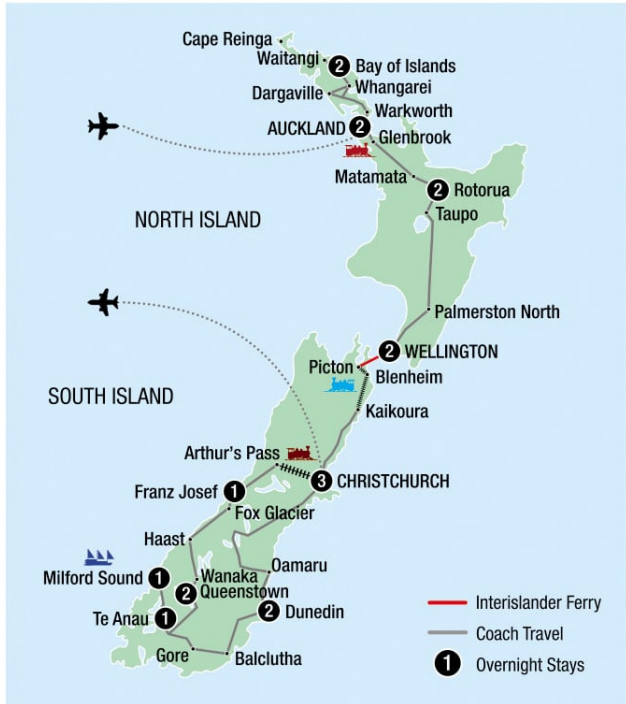 Cape Reinga
Waitangi
2 Bay of Islands
Whangarei
Dargaville
Warkworth
AUCKLAND 2
Glenbrook
Matamata
2 Rotorua
Taupo
NORTH ISLAND
Palmerston North
2 WELLINGTON
Picton
Blenheim
SOUTH ISLAND
Kaikoura
Arthur's Pass
3 CHRISTCHURCH
Franz Josef 1
Fox Glacier
Haast
Oamaru
Milford Sound 1
Wanaka
2 Queenstown
Te Anau 1
2 Dunedin
Gore
Balclutha
Interislander Ferry
Coach Travel
1 Overnight Stays